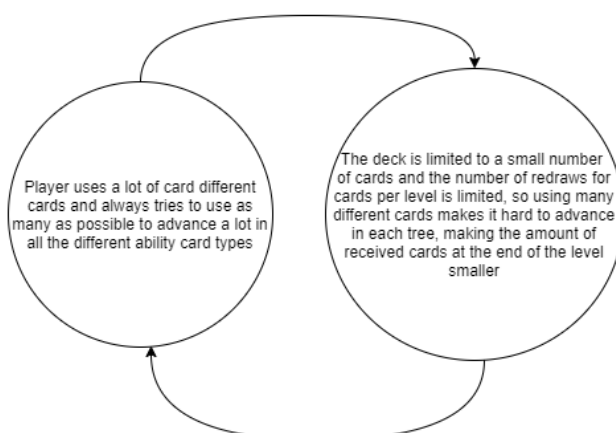 Player uses a lot of card different
cards and always tries to use as
many as possible to advance a lot in
all the different ability card types
The deck is limited to a small number
of cards and the number of redraws for
cards per level is limited, so using many
different cards makes it hard to advance
in each tree, making the amount of
received cards at the end of the level
smaller